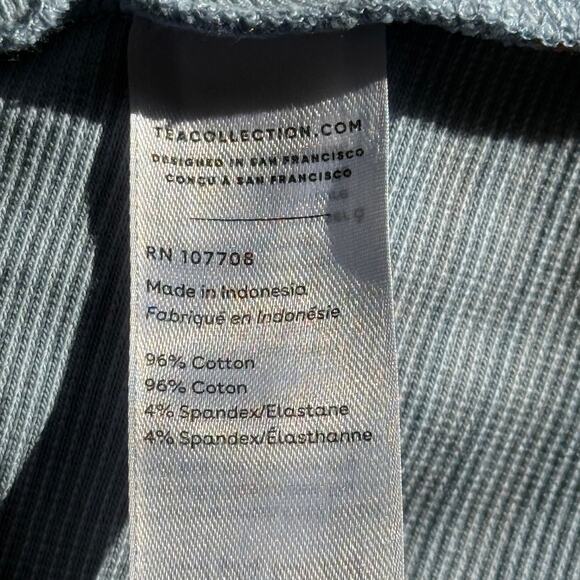 TEACOLLECTION.COM
DESIGNED IN SAN FRANCISCO
CONÇU À SAN FRANCISCO
RN 107708
Made in Indonesia
Fabriqué en Indonésie
96% Cotton
96% Coton
4% Spandex/Elastane
4% Spandex/Élasthanne